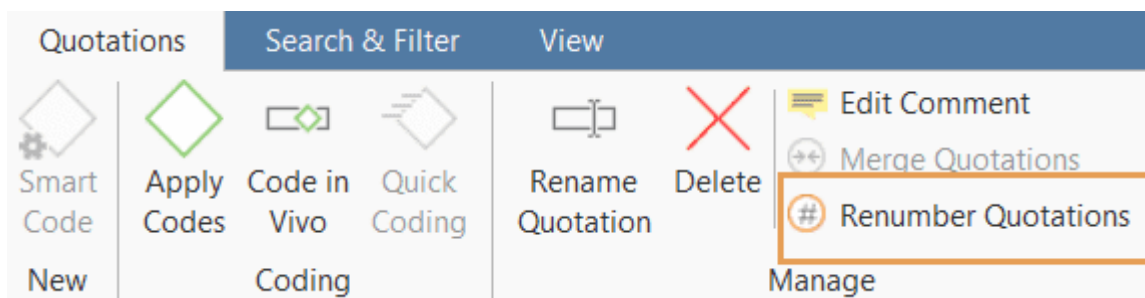 Quotations Search & Filter View
Edit Comment
Merge Quotations
Renumber Quotations
Smart Code
Apply Codes
Code in Vivo
Quick Coding
Rename Quotation
Delete
New Coding Manage